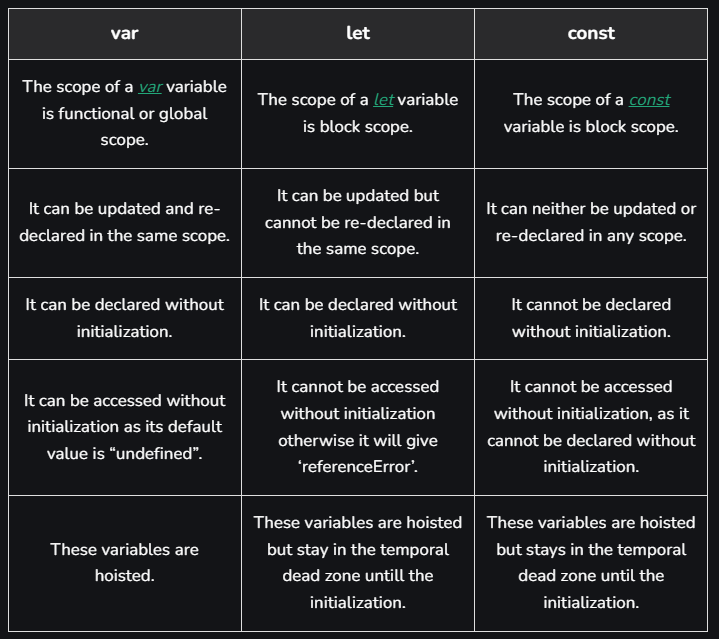 var
let
const
The scope of a var variable
is functional or global
scope.
The scope of a let variable
is block scope.
The scope of a const
variable is block scope.
It can be updated and re-
declared in the same scope.
It can be updated but
cannot be re-declared in
the same scope.
It can neither be updated or
re-declared in any scope.
It can be declared without
initialization.
It can be declared without
initialization.
It cannot be declared
without initialization.
It can be accessed without
initialization as its default
value is “undefined”.
It cannot be accessed
without initialization
otherwise it will give
‘referenceError’.
It cannot be accessed
without initialization, as it
cannot be declared without
initialization.
These variables are
hoisted.
These variables are hoisted
but stay in the temporal
dead zone untill the
initialization.
These variables are hoisted
but stays in the temporal
dead zone until the
initialization.